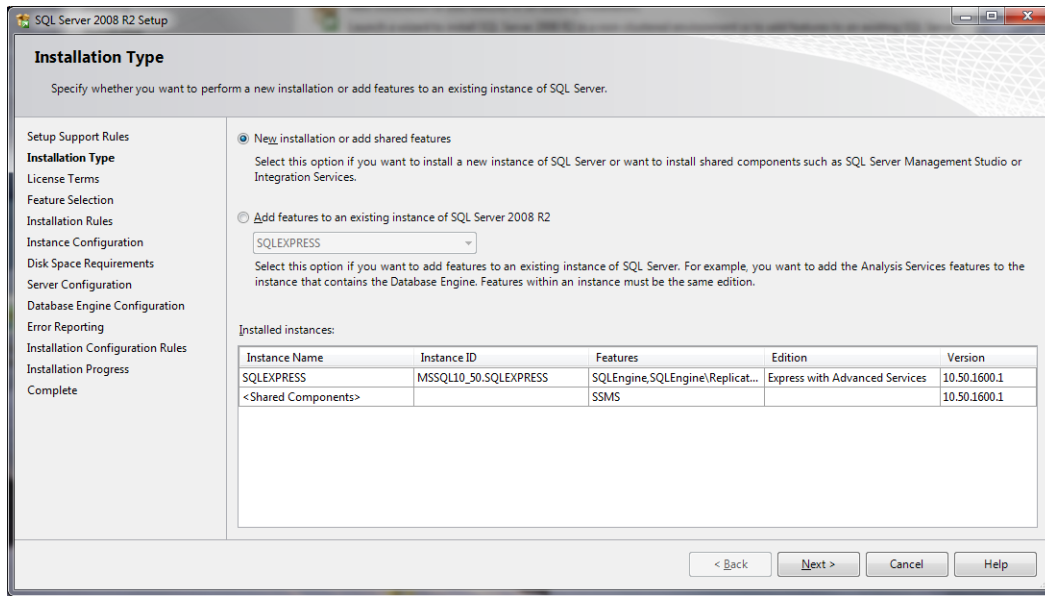 SQL Server 2008 R2 Setup
Installation Type
Specify whether you want to perform a new installation or add features to an existing instance of SQL Server.
Setup Support Rules
Installation Type
License Terms
Feature Selection
Installation Rules
Instance Configuration
Disk Space Requirements
Server Configuration
Database Engine Configuration
Error Reporting
Installation Configuration Rules
Installation Progress
Complete
New installation or add shared features
Select this option if you want to install a new instance of SQL Server or want to install shared components such as SQL Server Management Studio or
Integration Services.
Add features to an existing instance of SQL Server 2008 R2
SQLEXPRESS
Select this option if you want to add features to an existing instance of SQL Server. For example, you want to add the Analysis Services features to the
instance that contains the Database Engine. Features within an instance must be the same edition.
Installed instances:
Instance Name Instance ID Features Edition Version
SQLEXPRESS MSSQL10_50.SQLEXPRESS SQLEngine,SQLEngine\Replicat... Express with Advanced Services 10.50.1600.1
<Shared Components> SSMS 10.50.1600.1
< Back Next > Cancel Help